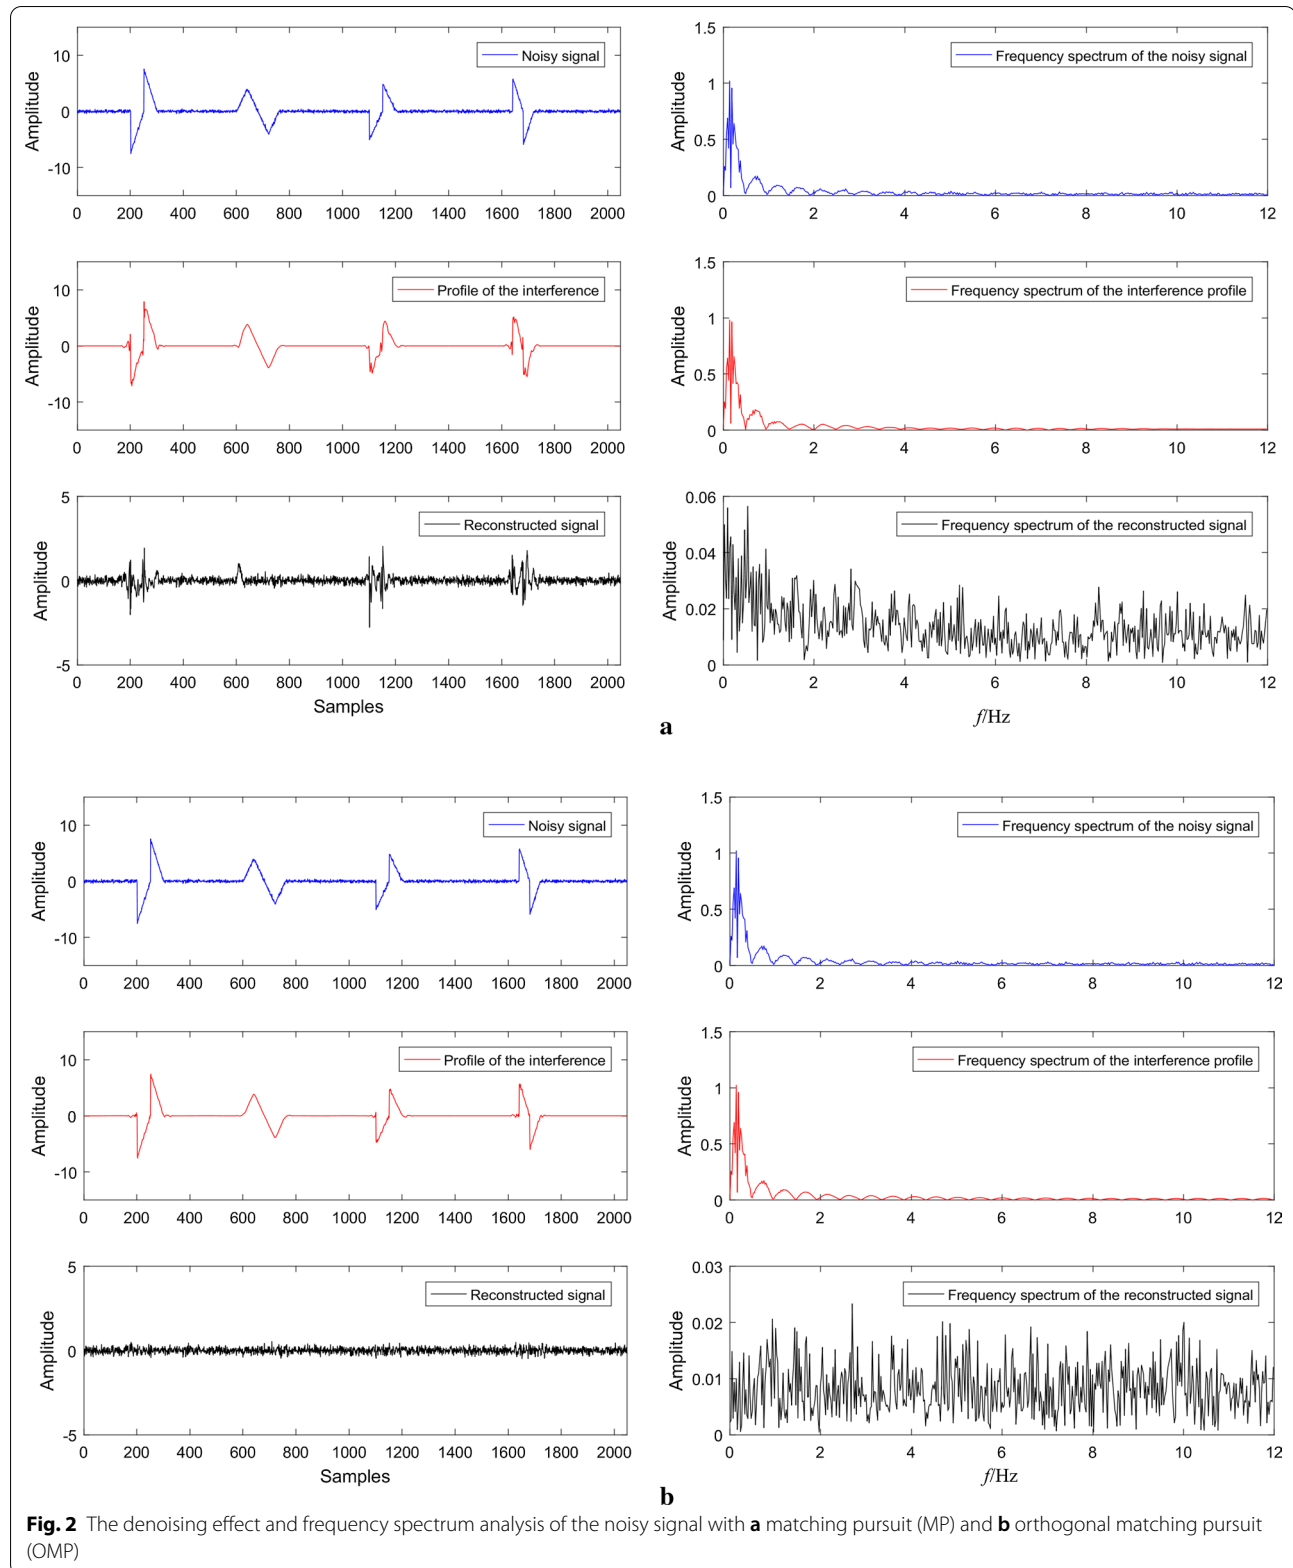 15
10
0
-10
Amplitude
Noisy signal
0 200 400 600 800 1000 1200 1400 1600 1800 2000
1.5
1
0.5
0
Amplitude
Frequency spectrum of the noisy signal
0 2 4 6 8 10 12
10
0
-10
Amplitude
Profile of the interference
0 200 400 600 800 1000 1200 1400 1600 1800 2000
1.5
1
0.5
0
Amplitude
Frequency spectrum of the interference profile
0 2 4 6 8 10 12
5
0
-5
Amplitude
Reconstructed signal
0 200 400 600 800 1000 1200 1400 1600 1800 2000
Samples
0.06
0.04
0.02
0
Amplitude
Frequency spectrum of the reconstructed signal
0 2 4 6 8 10 12
f/Hz
a
10
0
-10
Amplitude
Noisy signal
0 200 400 600 800 1000 1200 1400 1600 1800 2000
1.5
1
0.5
0
Amplitude
Frequency spectrum of the noisy signal
0 2 4 6 8 10 12
10
0
-10
Amplitude
Profile of the interference
0 200 400 600 800 1000 1200 1400 1600 1800 2000
1.5
1
0.5
0
Amplitude
Frequency spectrum of the interference profile
0 2 4 6 8 10 12
5
0
-5
Amplitude
Reconstructed signal
0 200 400 600 800 1000 1200 1400 1600 1800 2000
Samples
0.03
0.02
0.01
0
Amplitude
Frequency spectrum of the reconstructed signal
0 2 4 6 8 10 12
f/Hz
b
Fig. 2 The denoising effect and frequency spectrum analysis of the noisy signal with a matching pursuit (MP) and b orthogonal matching pursuit
(OMP)